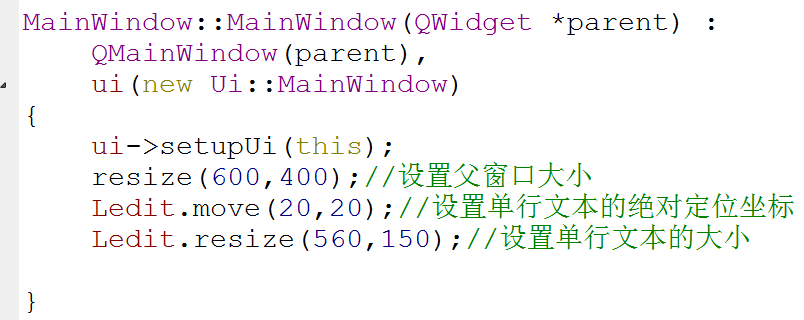 MainWindow::MainWindow(QWidget *parent) :
QMainWindow(parent),
ui(new Ui::MainWindow)
{
ui->setupUi(this);
resize(600,400);//设置父窗口大小
Ledit.move(20,20);//设置单行文本的绝对定位坐标
Ledit.resize(560,150);//设置单行文本的大小
}